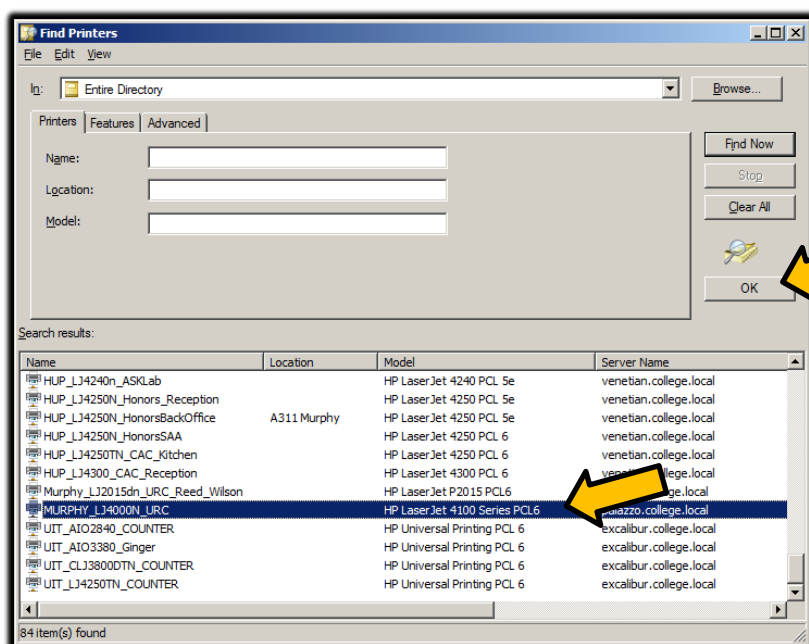 Find Printers
File Edit View
In: Entire Directory Browse...
Printers Features Advanced
Find Now
Name:
Stop
Location:
Clear All
Model:
OK
Search results:
Name Location Model Server Name
HUP_LJ4240n_ASKLab HP LaserJet 4240 PCL 5e venetian.college.local
HUP_LJ4250N_Honors_Reception HP LaserJet 4250 PCL 5e venetian.college.local
HUP_LJ4250N_HonorsBackOffice A311 Murphy HP LaserJet 4250 PCL 5e venetian.college.local
HUP_LJ4250N_HonorsSAA HP LaserJet 4250 PCL 6 venetian.college.local
HUP_LJ4250TN_CAC_Kitchen HP LaserJet 4250 PCL 6 venetian.college.local
HUP_LJ4300_CAC_Reception HP LaserJet 4300 PCL 6 venetian.college.local
Murphy_LJ2015dn_URC_Reed_Wilson HP LaserJet P2015 PCL6 ge.local
MURPHY_LJ4000N_URC HP LaserJet 4100 Series PCL6 palazzo.college.local
UIT_AIO2840_COUNTER HP Universal Printing PCL 6 excalibur.college.local
UIT_AIO3380_Ginger HP Universal Printing PCL 6 excalibur.college.local
UIT_CLJ3800DTN_COUNTER HP Universal Printing PCL 6 excalibur.college.local
UIT_LJ4250TN_COUNTER HP Universal Printing PCL 6 excalibur.college.local
84 item(s) found